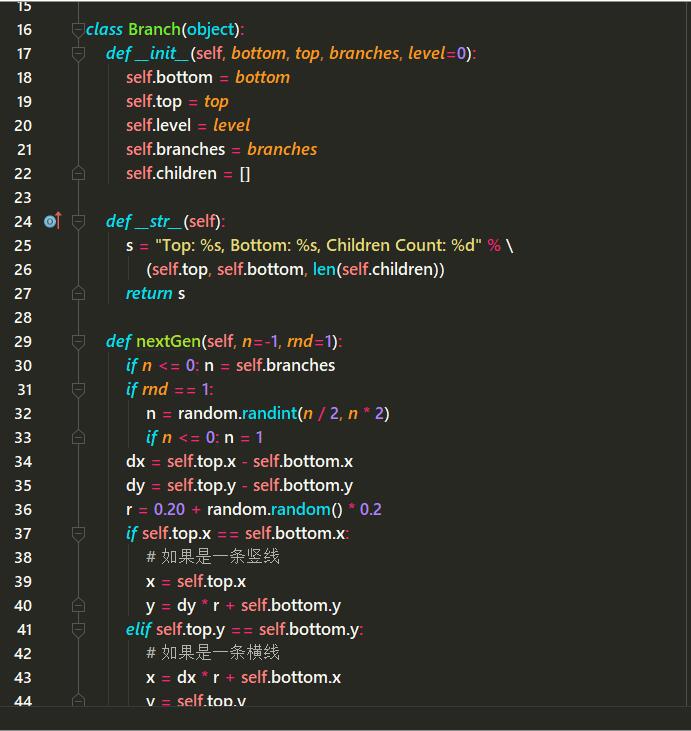 15
16 class Branch(object):
17 def __init__(self, bottom, top, branches, level=0):
18 self.bottom = bottom
19 self.top = top
20 self.level = level
21 self.branches = branches
22 self.children = []
23
24 def __str__(self):
25 s = "Top: %s, Bottom: %s, Children Count: %d" % \
26 (self.top, self.bottom, len(self.children))
27 return s
28
29 def nextGen(self, n=-1, rnd=1):
30 if n <= 0: n = self.branches
31 if rnd == 1:
32 n = random.randint(n / 2, n * 2)
33 if n <= 0: n = 1
34 dx = self.top.x - self.bottom.x
35 dy = self.top.y - self.bottom.y
36 r = 0.20 + random.random() * 0.2
37 if self.top.x == self.bottom.x:
38 # 如果是一条竖线
39 x = self.top.x
40 y = dy * r + self.bottom.y
41 elif self.top.y == self.bottom.y:
42 # 如果是一条横线
43 x = dx * r + self.bottom.x
44 y = self.top.y